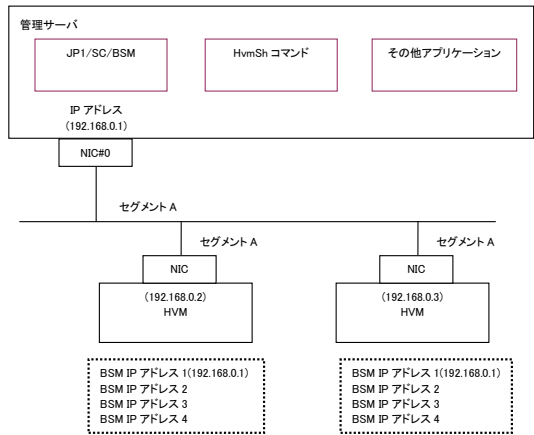 管理サーバ
JP1/SC/BSM
HvmSh コマンド
その他アプリケーション
IP アドレス
(192.168.0.1)
NIC#0
セグメント A
セグメント A
セグメント A
NIC
NIC
(192.168.0.2)
HVM
(192.168.0.3)
HVM
BSM IP アドレス 1(192.168.0.1)
BSM IP アドレス 2
BSM IP アドレス 3
BSM IP アドレス 4
BSM IP アドレス 1(192.168.0.1)
BSM IP アドレス 2
BSM IP アドレス 3
BSM IP アドレス 4